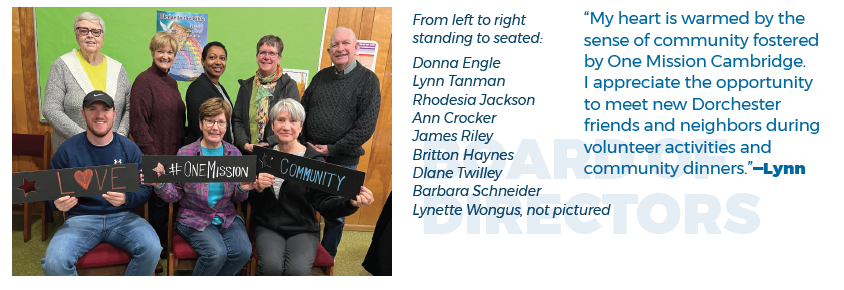 LOVE
#ONEMISSION
COMMUNITY
From left to right
standing to seated:
Donna Engle
Lynn Tanman
Rhodesia Jackson
Ann Crocker
James Riley
Britton Haynes
DIane Twilley
Barbara Schneider
Lynette Wongus, not pictured
BOARD OF
DIRECTORS
“My heart is warmed by the
sense of community fostered
by One Mission Cambridge.
I appreciate the opportunity
to meet new Dorchester
friends and neighbors during
volunteer activities and
community dinners.”—Lynn